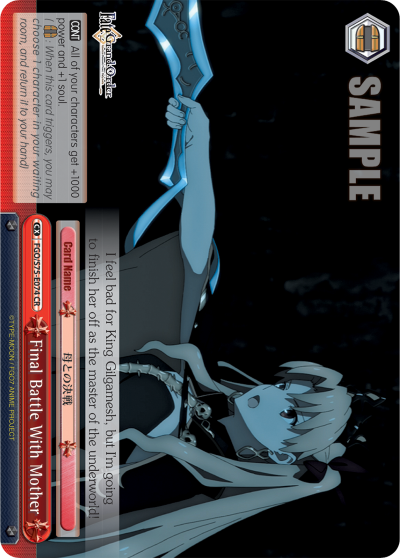 Fate/Grand Order
SAMPLE
CONT All of your characters get +1000
power and +1 soul.
( : When this card triggers, you may
choose 1 character in your waiting
room, and return it to your hand)
I feel bad for King Gilgamesh, but I'm going
to finish her off as the master of the underworld!
Card Name
母との決戦
CX FGO/S75-E074 CR
Final Battle With Mother
©TYPE-MOON / FGO7 ANIME PROJECT